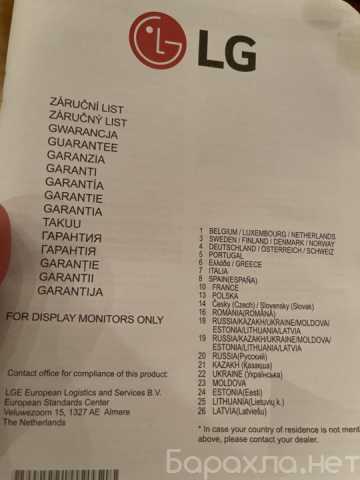 LG
ZÁRUČNÍ LIST
ZÁRUČNÝ LIST
GWARANCJA
GUARANTEE
GARANZIA
GARANTI
GARANTÍA
GARANTIE
GARANTIA
TAKUU
ГАРАНТИЯ
ГАРАНТІЯ
GARANȚIE
GARANTII
GARANTIJA
FOR DISPLAY MONITORS ONLY
Contact office for compliance of this product:
LGE European Logistics and Services B.V.
European Standards Center
Veluwezoom 15, 1327 AE Almere
The Netherlands
1 BELGIUM / LUXEMBOURG / NETHERLANDS
3 SWEDEN / FINLAND / DENMARK / NORWAY
4 DEUTSCHLAND / ÖSTERREICH / SCHWEIZ
5 PORTUGAL
6 Ελλάδα / GREECE
7 ITALIA
8 SPAIN(ESPAÑA)
10 FRANCE
13 POLSKA
14 Česky (Czech) / Slovensky (Slovak)
16 ROMÂNIA(ROMÂNĂ)
18 RUSSIA/KAZAKH/UKRAINE/MOLDOVA/
ESTONIA/LITHUANIA/LATVIA
19 RUSSIA/KAZAKH/UKRAINE/MOLDOVA/
ESTONIA/LITHUANIA/LATVIA
20 RUSSIA(Русский)
21 KAZAKH (Қазақша)
22 UKRAINE (Українська)
23 MOLDOVA
24 ESTONIA(Eesti)
25 LITHUANIA(Lietuvių k.)
26 LATVIA(Latviešu)
* In case your country of residence is not ment
above, please contact your dealer.
Барахла.нет